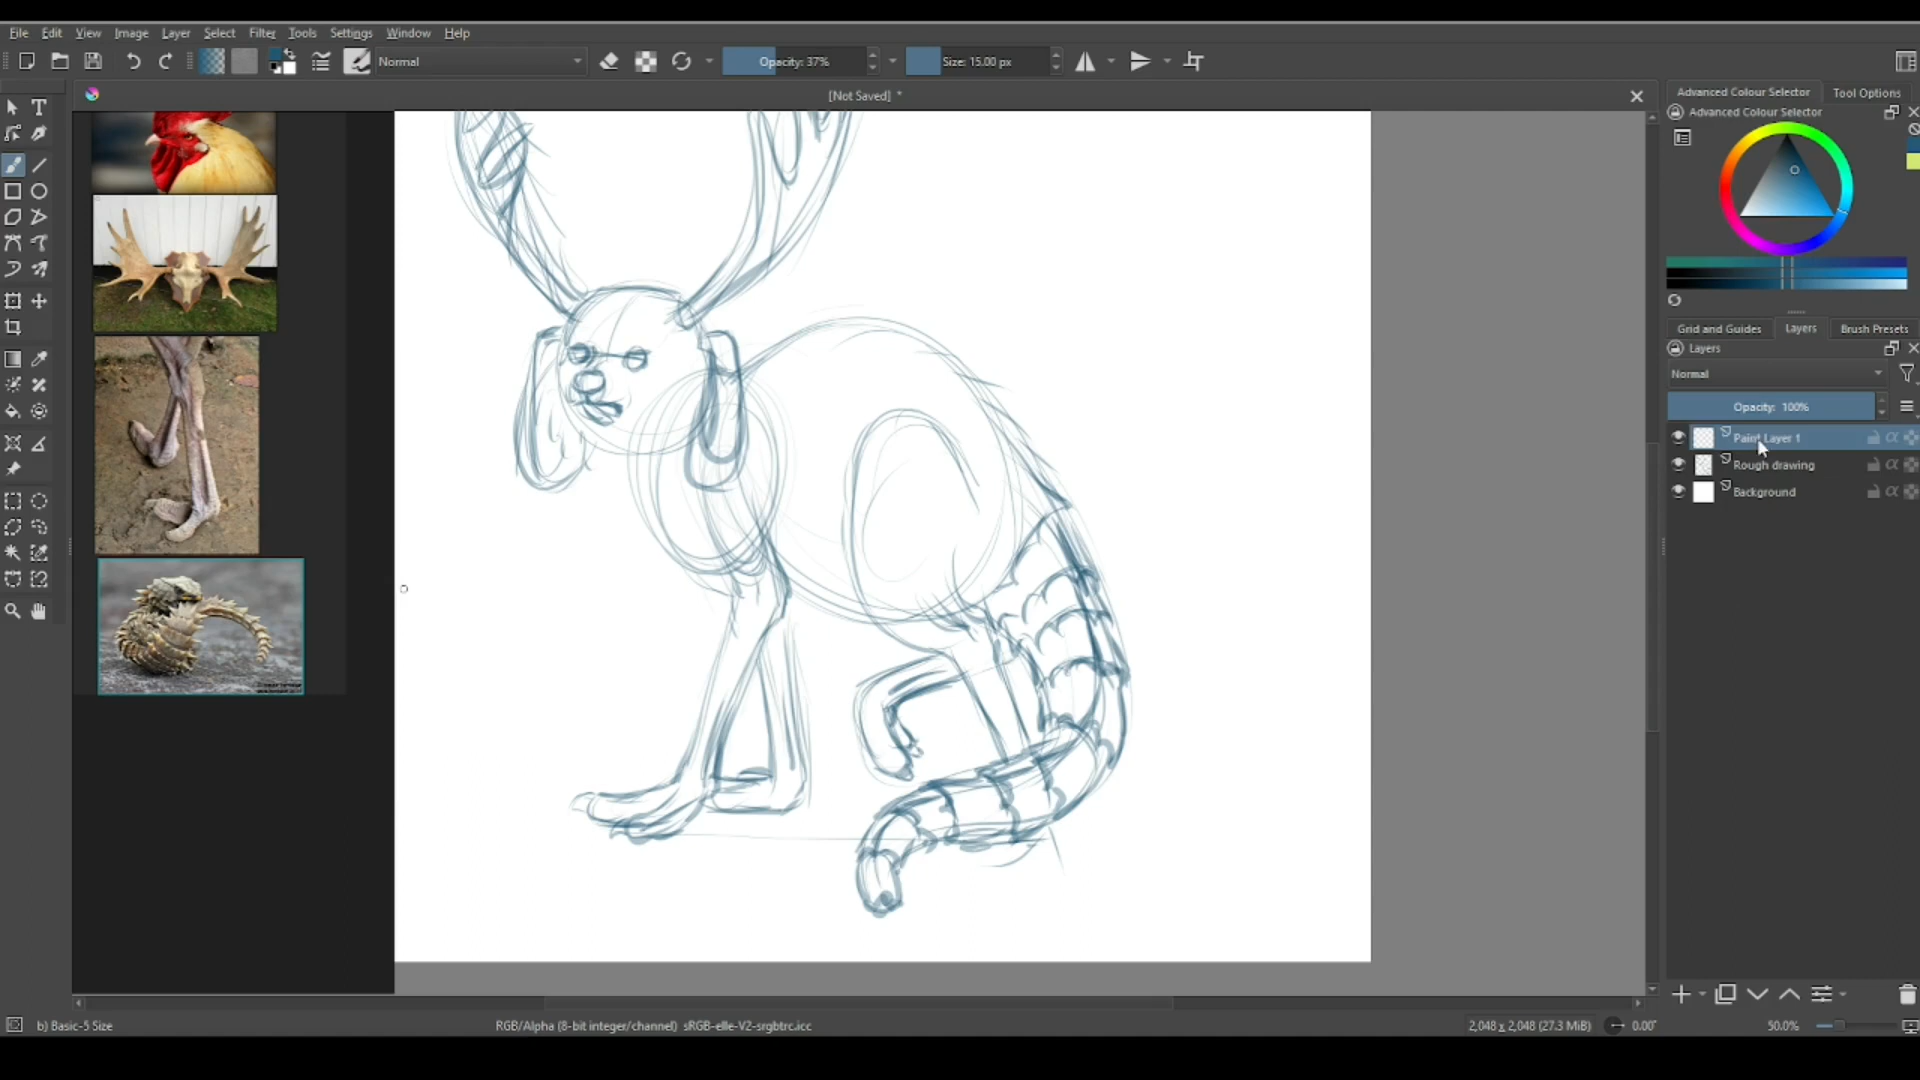 File Edit View Image Layer Select Filter Tools Settings Window Help
Normal
Opacity: 37%
Size: 15.00 px
[Not Saved] *
Advanced Colour Selector
Tool Options
Advanced Colour Selector
Grid and Guides
Layers
Brush Presets
Layers
Normal
Opacity: 100%
Paint Layer 1
Rough drawing
Background
b) Basic-5 Size
RGB/Alpha (8-bit integer/channel) sRGB-elle-V2-srgbtrc.icc
2,048 x 2,048 (27.3 MiB)
0.00°
50.0%